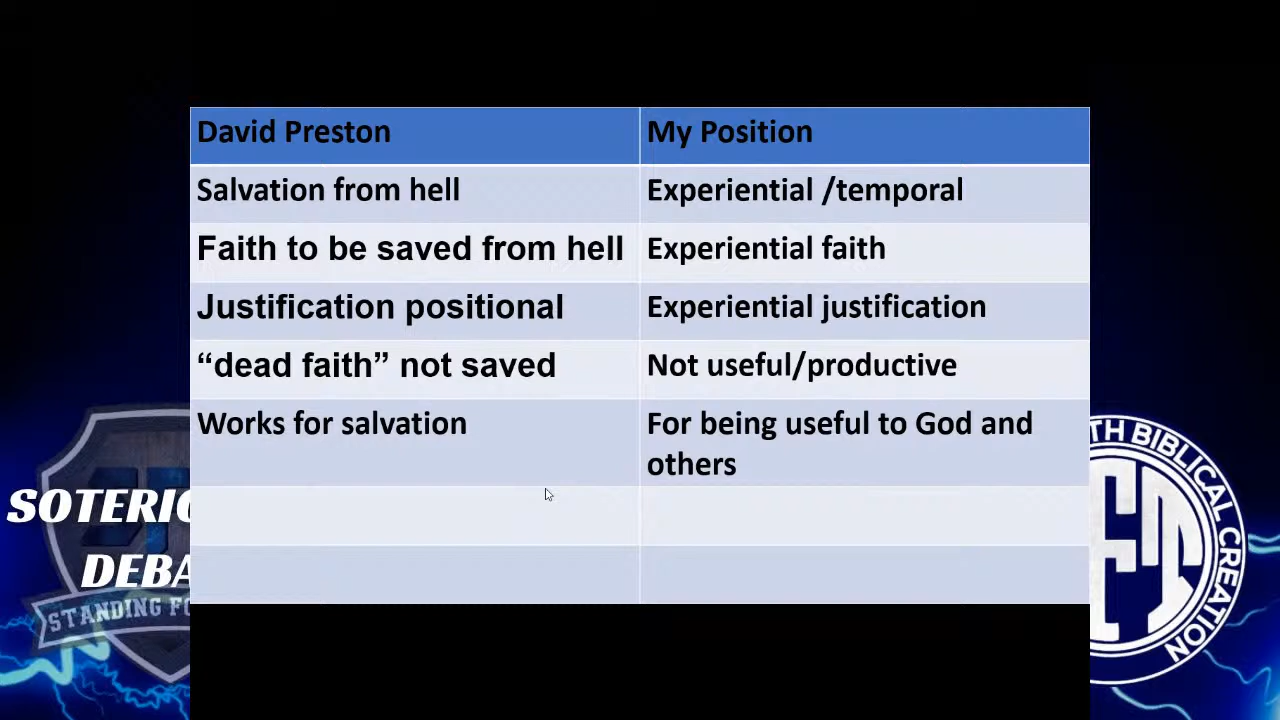 David Preston
My Position
Salvation from hell
Experiential /temporal
Faith to be saved from hell
Experiential faith
Justification positional
Experiential justification
“dead faith” not saved
Not useful/productive
Works for salvation
For being useful to God and
others
SOTERIO
DEBA
STANDING FO
TH BIBLICAL CREATION
FT